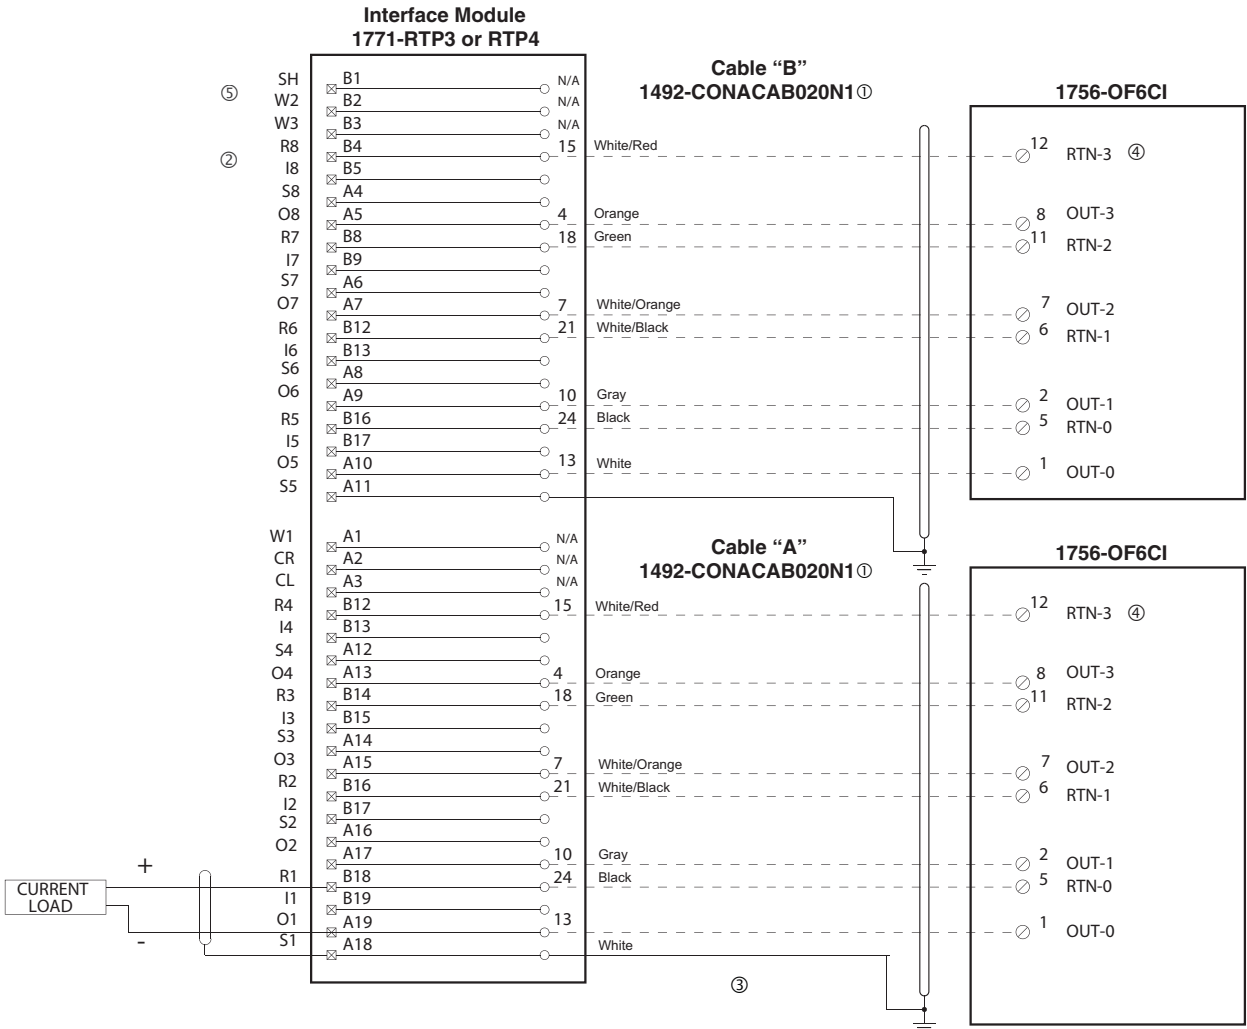 Interface Module
1771-RTP3 or RTP4
Cable “B”
1492-CONACAB020N1①
1756-OF6CI
SH B1 N/A
⑤
W2 B2 N/A
W3 B3 N/A
R8 B4 15 White/Red 12 RTN-3 ④
②
I8 B5
S8 A4
O8 A5 4 Orange 8 OUT-3
R7 B8 18 Green 11 RTN-2
I7 B9
S7 A6
O7 A7 7 White/Orange 7 OUT-2
R6 B12 21 White/Black 6 RTN-1
I6 B13
S6 A8
O6 A9 10 Gray 2 OUT-1
R5 B16 24 Black 5 RTN-0
I5 B17
O5 A10 13 White 1 OUT-0
S5 A11
Cable “A”
1492-CONACAB020N1①
1756-OF6CI
W1 A1 N/A
CR A2 N/A
CL A3 N/A
R4 B12 15 White/Red 12 RTN-3 ④
I4 B13
S4 A12
O4 A13 4 Orange 8 OUT-3
R3 B14 18 Green 11 RTN-2
I3 B15
S3 A14
O3 A15 7 White/Orange 7 OUT-2
R2 B16 21 White/Black 6 RTN-1
I2 B17
S2 A16
O2 A17 10 Gray 2 OUT-1
+
R1 B18 24 Black 5 RTN-0
CURRENT
LOAD
I1 B19
O1 A19 13 1 OUT-0
-
S1 A18 White
③